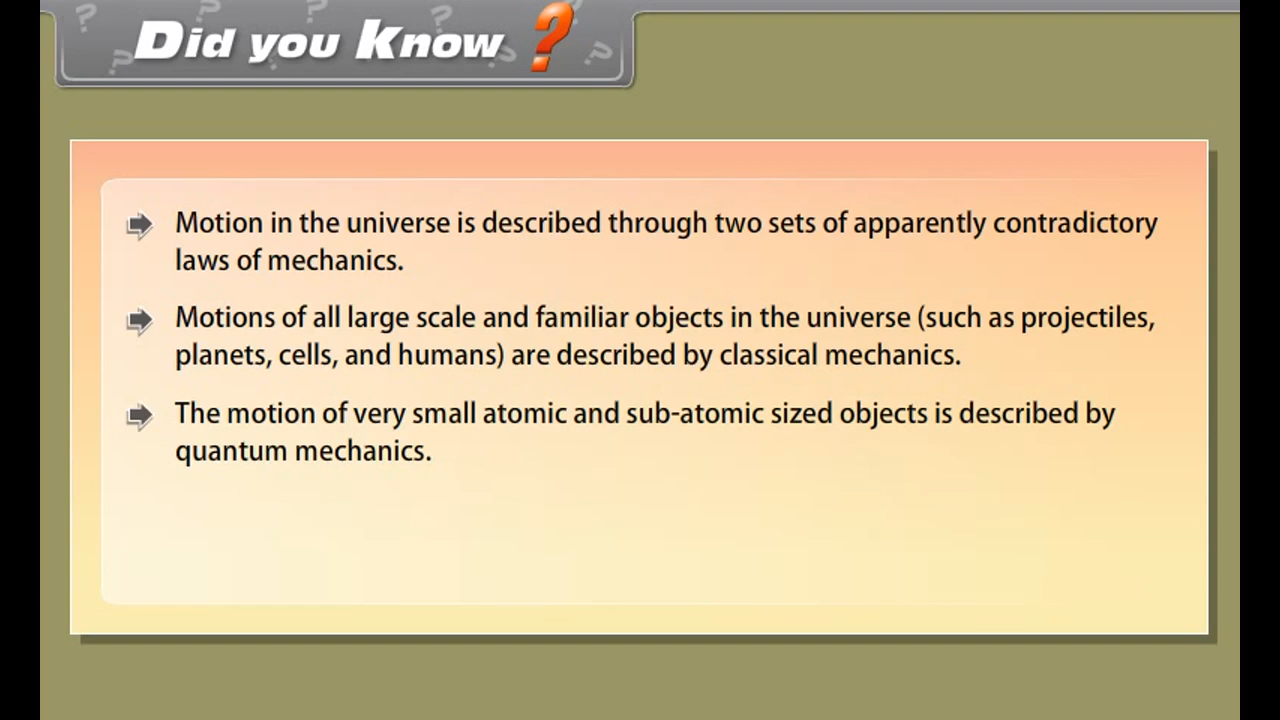 Did you Know ?
Motion in the universe is described through two sets of apparently contradictory
laws of mechanics.
Motions of all large scale and familiar objects in the universe (such as projectiles,
planets, cells, and humans) are described by classical mechanics.
The motion of very small atomic and sub-atomic sized objects is described by
quantum mechanics.